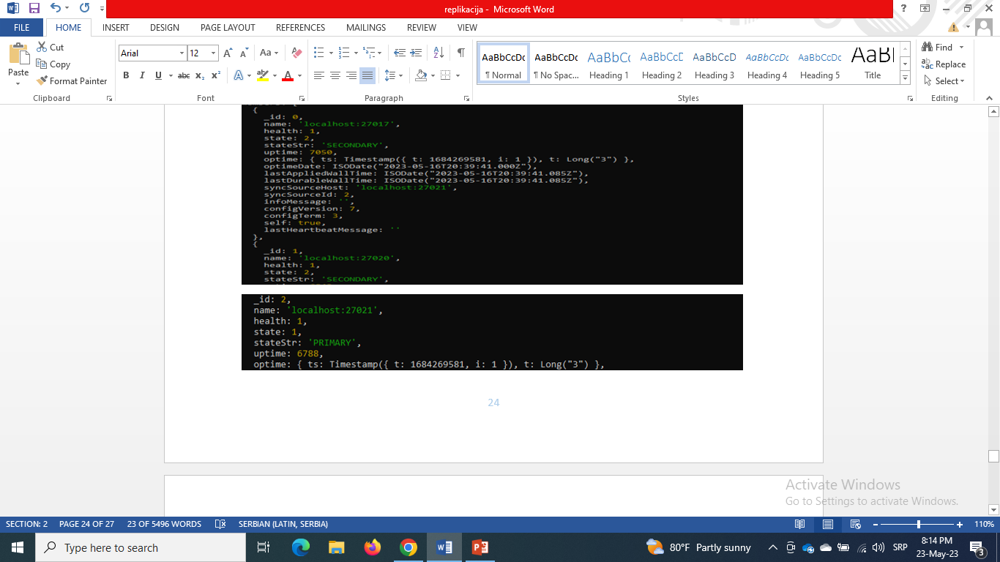 replikacija - Microsoft Word
FILE HOME INSERT DESIGN PAGE LAYOUT REFERENCES MAILINGS REVIEW VIEW
Paste
Cut
Copy
Format Painter
Clipboard
Arial 12
Font
Paragraph
AaBbCcDc AaBbCcDc AaBbCc AaBbCcD AaBbCcD AaBbCcDc AaBbCcDc AaBl
¶ Normal ¶ No Spac... Heading 1 Heading 2 Heading 3 Heading 4 Heading 5 Title
Styles
Find
Replace
Select
Editing
{
_id: 0,
name: 'localhost:27017',
health: 1,
state: 2,
stateStr: 'SECONDARY',
uptime: 7050,
optime: { ts: Timestamp({ t: 1684269581, i: 1 }), t: Long("3") },
optimeDate: ISODate("2023-05-16T20:39:41.000Z"),
lastAppliedWallTime: ISODate("2023-05-16T20:39:41.085Z"),
lastDurableWallTime: ISODate("2023-05-16T20:39:41.085Z"),
syncSourceHost: 'localhost:27021',
syncSourceId: 2,
infoMessage: '',
configVersion: 7,
configTerm: 3,
self: true,
lastHeartbeatMessage: ''
},
{
_id: 1,
name: 'localhost:27020',
health: 1,
state: 2,
stateStr: 'SECONDARY',
_id: 2,
name: 'localhost:27021',
health: 1,
state: 1,
stateStr: 'PRIMARY',
uptime: 6788,
optime: { ts: Timestamp({ t: 1684269581, i: 1 }), t: Long("3") },
24
Activate Windows
Go to Settings to activate Windows.
SECTION: 2 PAGE 24 OF 27 23 OF 5496 WORDS SERBIAN (LATIN, SERBIA) 110%
Type here to search
80°F Partly sunny
SRP
8:14 PM
23-May-23
3